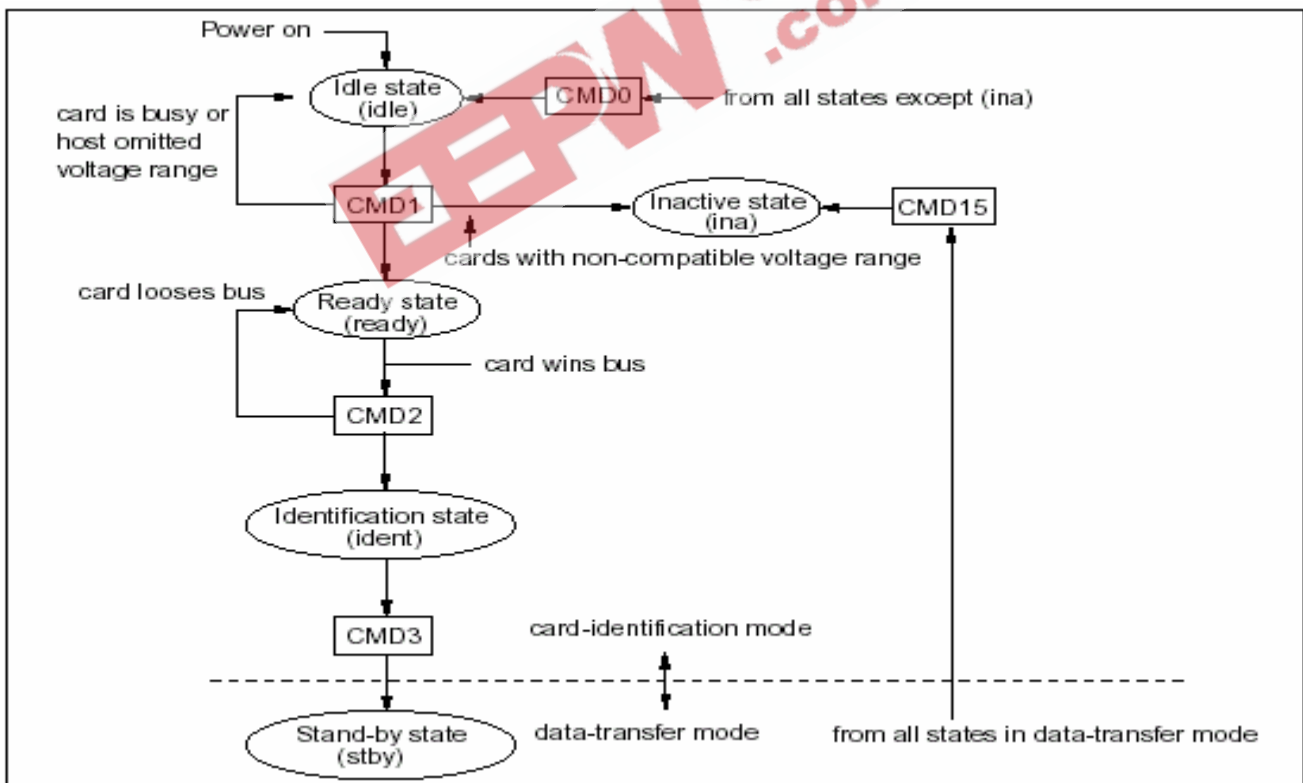 Power on
Idle state
(idle)
CMD0
from all states except (ina)
card is busy or
host omitted
voltage range
CMD1
Inactive state
(ina)
CMD15
cards with non-compatible voltage range
card looses bus
Ready state
(ready)
card wins bus
CMD2
Identification state
(ident)
CMD3
card-identification mode
Stand-by state
(stby)
data-transfer mode
from all states in data-transfer mode
EEPW.com